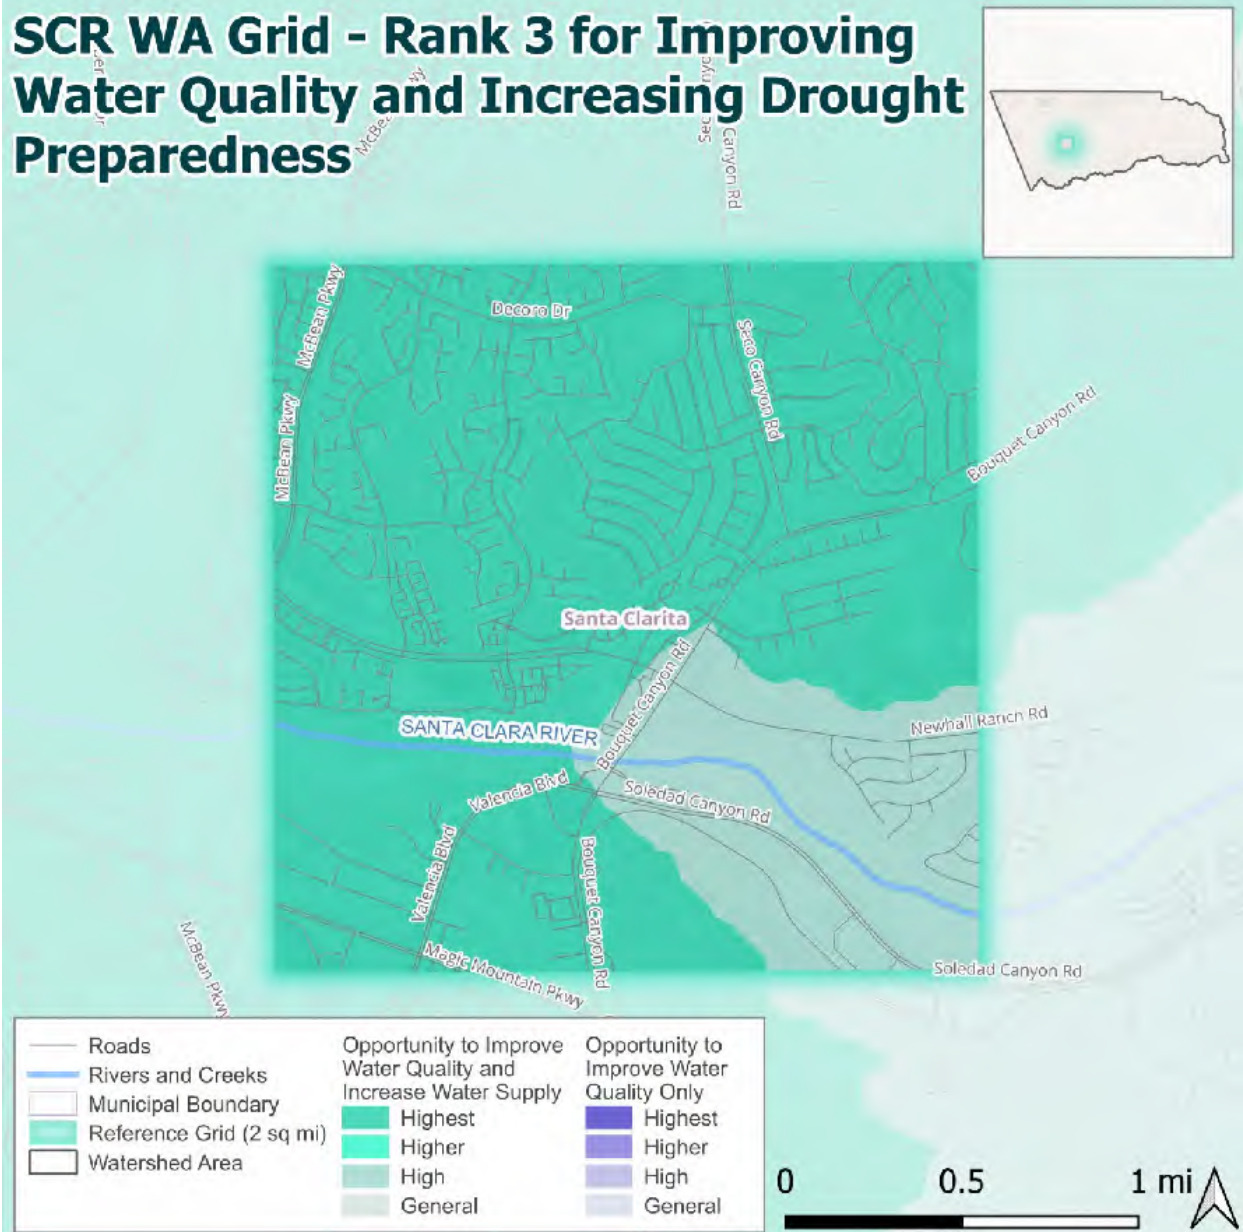 SCR WA Grid - Rank 3 for Improving
Water Quality and Increasing Drought
Preparedness
McBean Pkwy
Canyon Rd
McBean Pkwy
Decoro Dr
Seco Canyon Rd
McBean Pkwy
Bouquet Canyon Rd
Santa Clarita
Bouquet Canyon Rd
Newhall Ranch Rd
SANTA CLARA RIVER
Valencia Blvd
Soledad Canyon Rd
Valencia Blvd
Bouquet Canyon Rd
McBean Pkwy
Magic Mountain Pkwy
Soledad Canyon Rd
Roads
Rivers and Creeks
Municipal Boundary
Reference Grid (2 sq mi)
Watershed Area
Opportunity to Improve
Water Quality and
Increase Water Supply
Highest
Higher
High
General
Opportunity to
Improve Water
Quality Only
Highest
Higher
High
General
0 0.5 1 mi